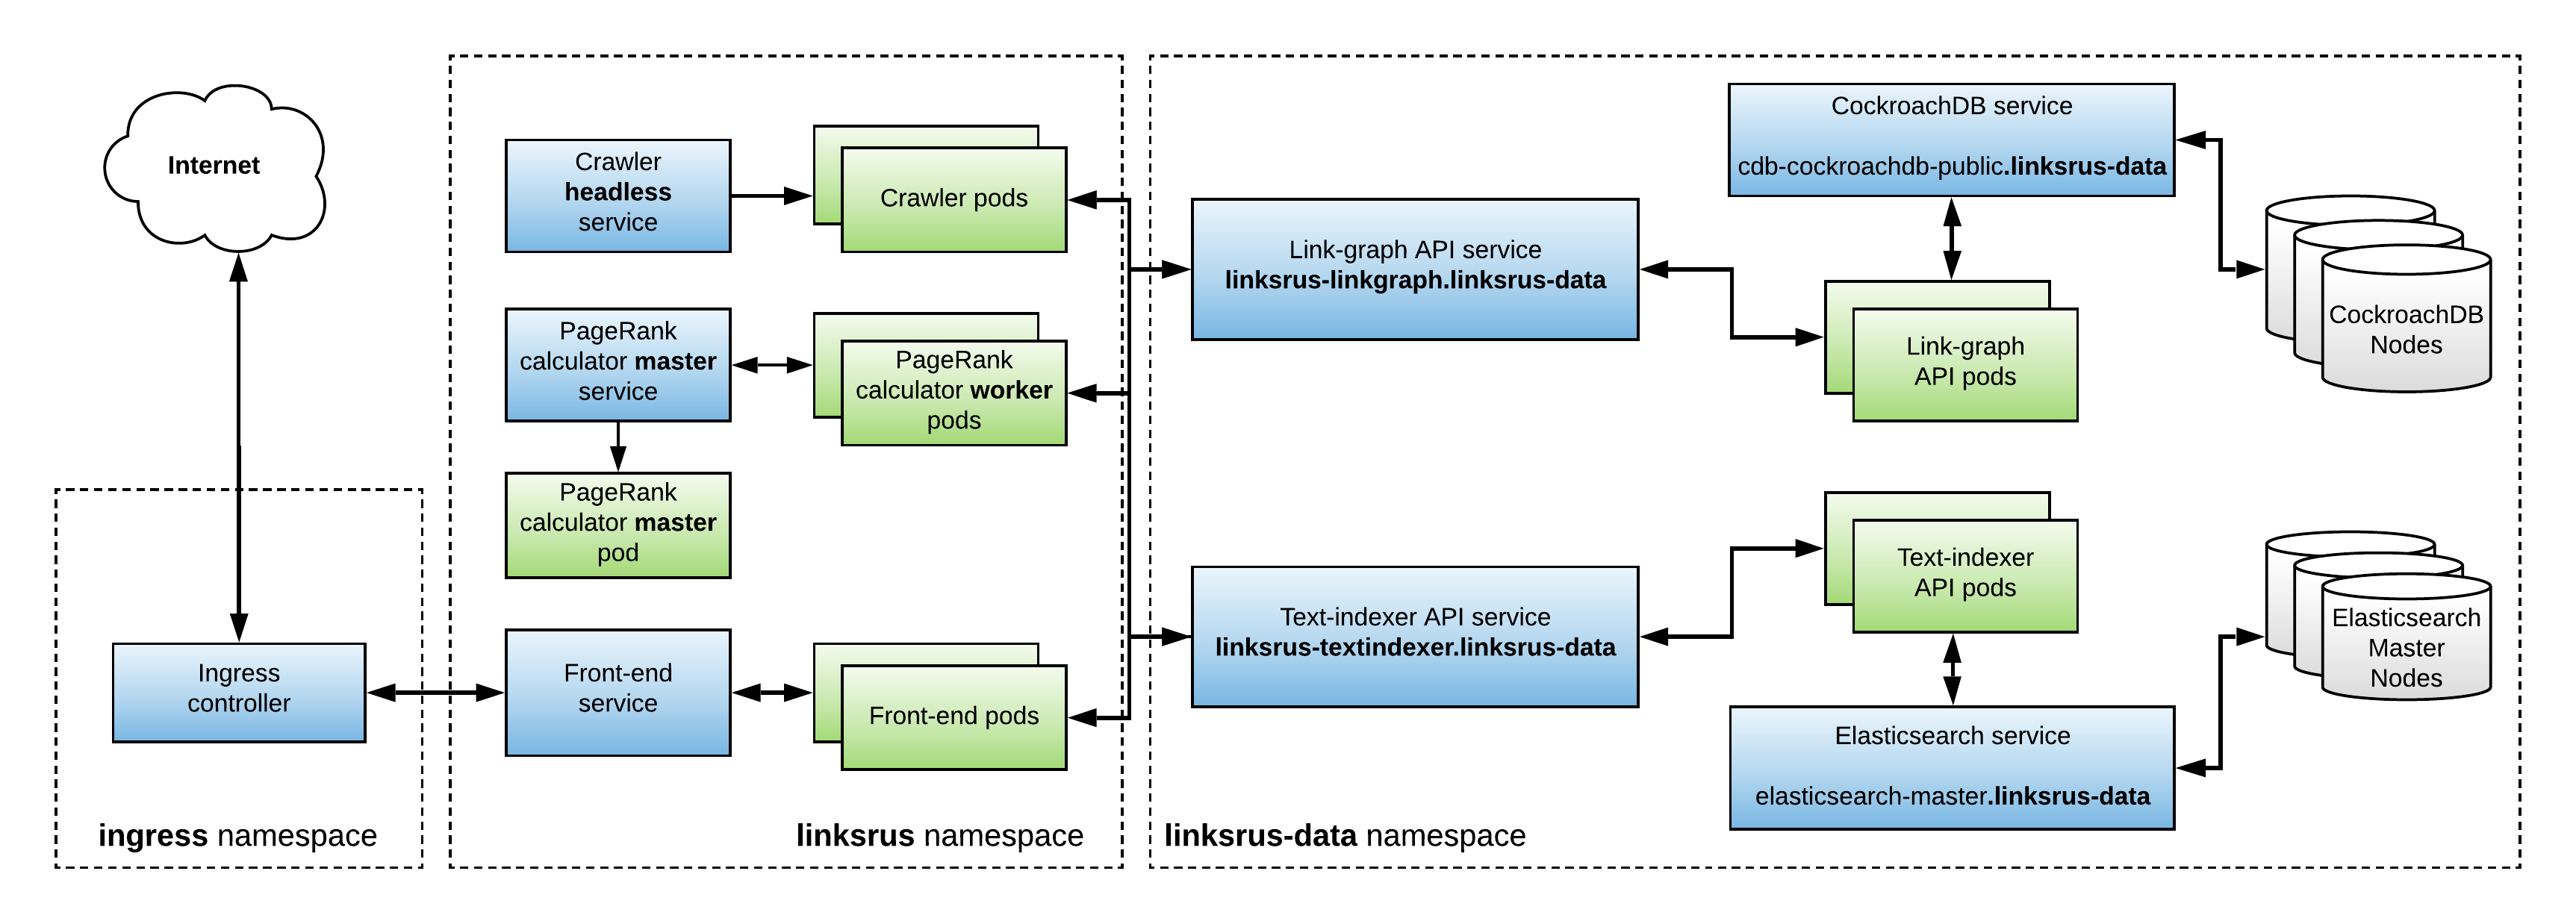 Internet
Ingress
controller
ingress namespace
Crawler
headless
service
Crawler pods
PageRank
calculator master
service
PageRank
calculator worker
pods
PageRank
calculator master
pod
Front-end
service
Front-end pods
linksrus namespace
Link-graph API service
linksrus-linkgraph.linksrus-data
CockroachDB service
cdb-cockroachdb-public.linksrus-data
Link-graph
API pods
CockroachDB
Nodes
Text-indexer API service
linksrus-textindexer.linksrus-data
Text-indexer
API pods
Elasticsearch service
elasticsearch-master.linksrus-data
Elasticsearch
Master
Nodes
linksrus-data namespace